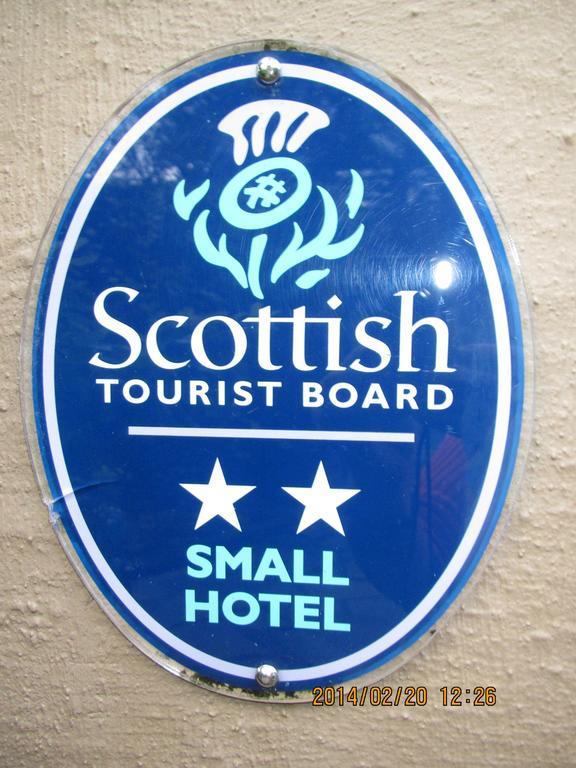 Scottish
TOURIST BOARD
SMALL
HOTEL
2014/02/20 12:26